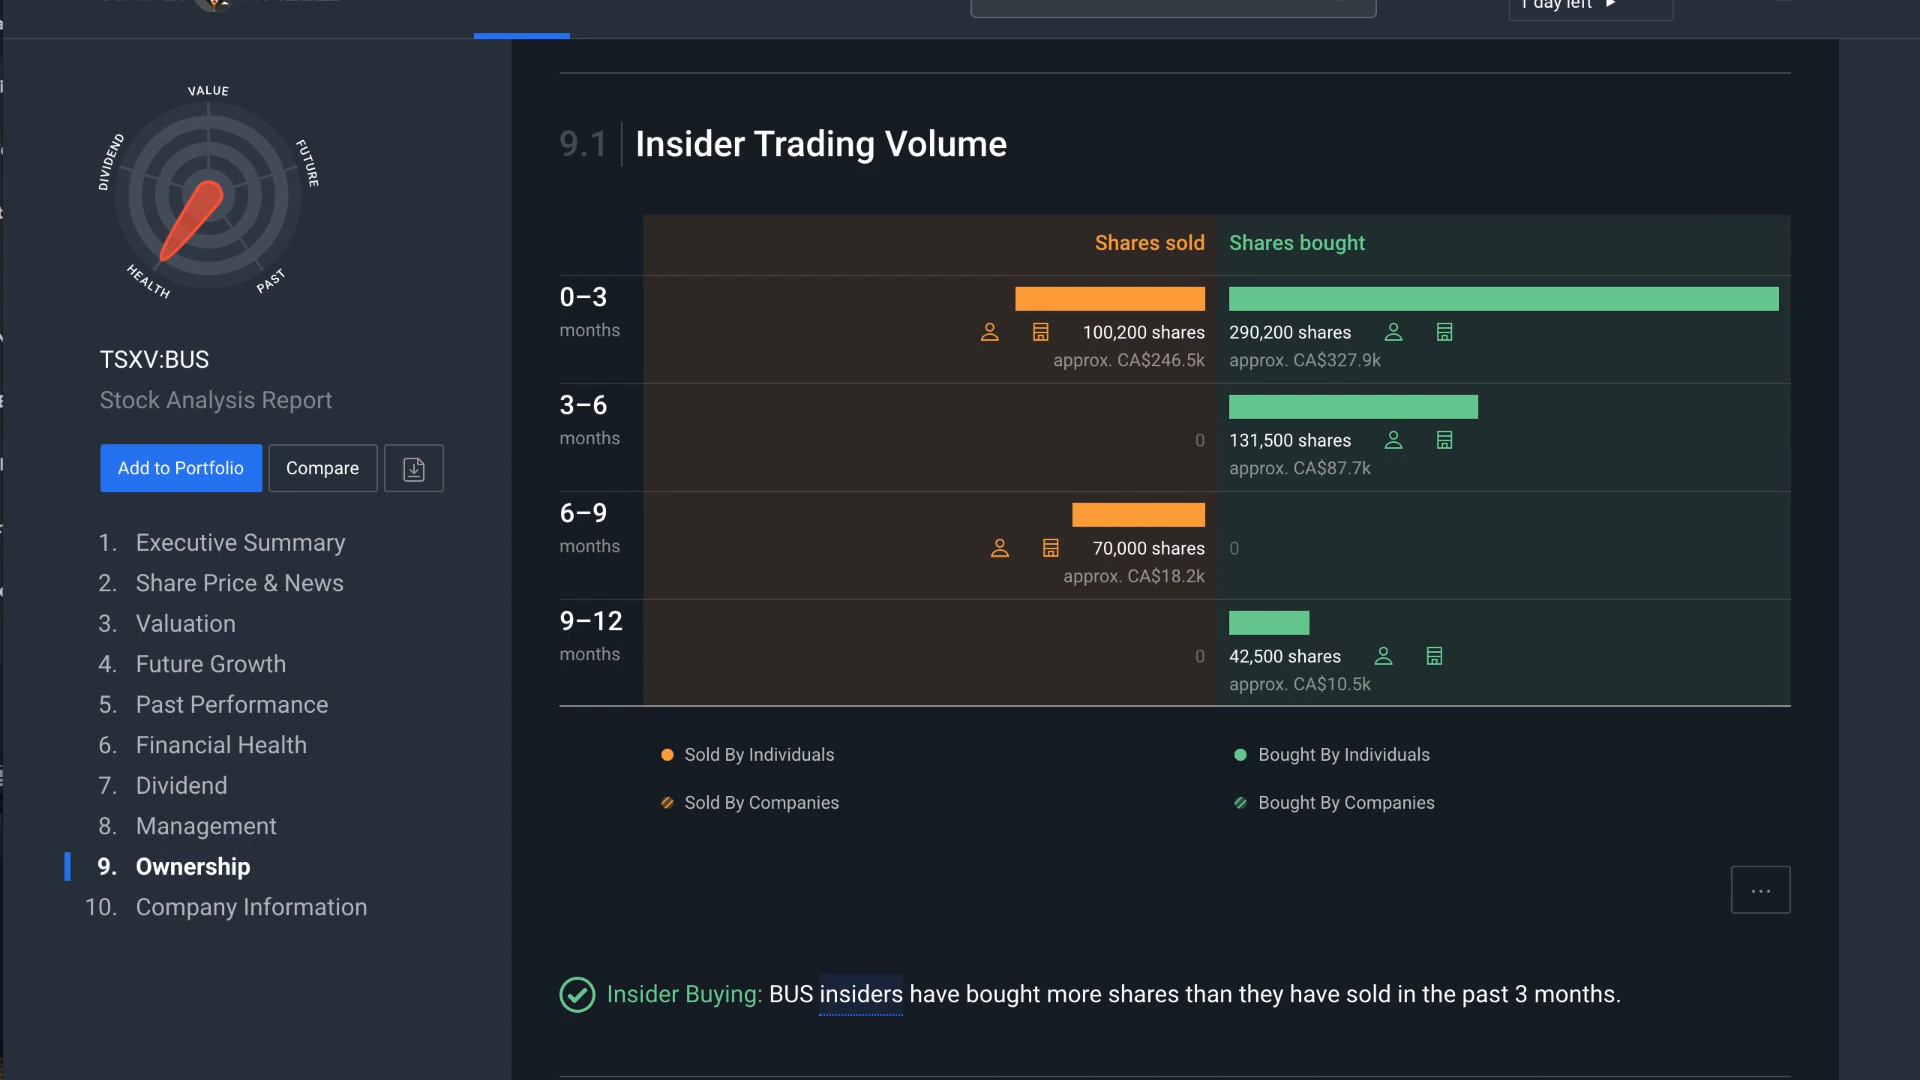 1 day left
VALUE
FUTURE
DIVIDEND
HEALTH
PAST
TSXV:BUS
Stock Analysis Report
Add to Portfolio
Compare
1. Executive Summary
2. Share Price & News
3. Valuation
4. Future Growth
5. Past Performance
6. Financial Health
7. Dividend
8. Management
9. Ownership
10. Company Information
9.1 Insider Trading Volume
Shares sold
Shares bought
0–3
months
100,200 shares
approx. CA$246.5k
290,200 shares
approx. CA$327.9k
3–6
months
0
131,500 shares
approx. CA$87.7k
6–9
months
70,000 shares
approx. CA$18.2k
0
9–12
months
0
42,500 shares
approx. CA$10.5k
Sold By Individuals
Bought By Individuals
Sold By Companies
Bought By Companies
...
Insider Buying: BUS insiders have bought more shares than they have sold in the past 3 months.